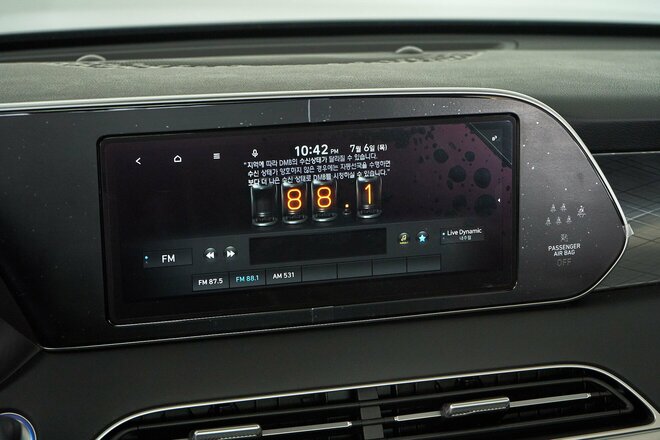 10:42 PM 7월 6일 (목)
"지역에 따라 DMB의 수신상태가 달라질 수 있습니다.
수신 상태가 양호하지 않은 경우에는 자동선국을 수행하면
보다 더 나은 수신 상태로 DMB를 시청하실 수 있습니다."
88.1
FM
Live Dynamic
FM 87.5
FM 88.1
AM 531
PASSENGER
AIR BAG
OFF